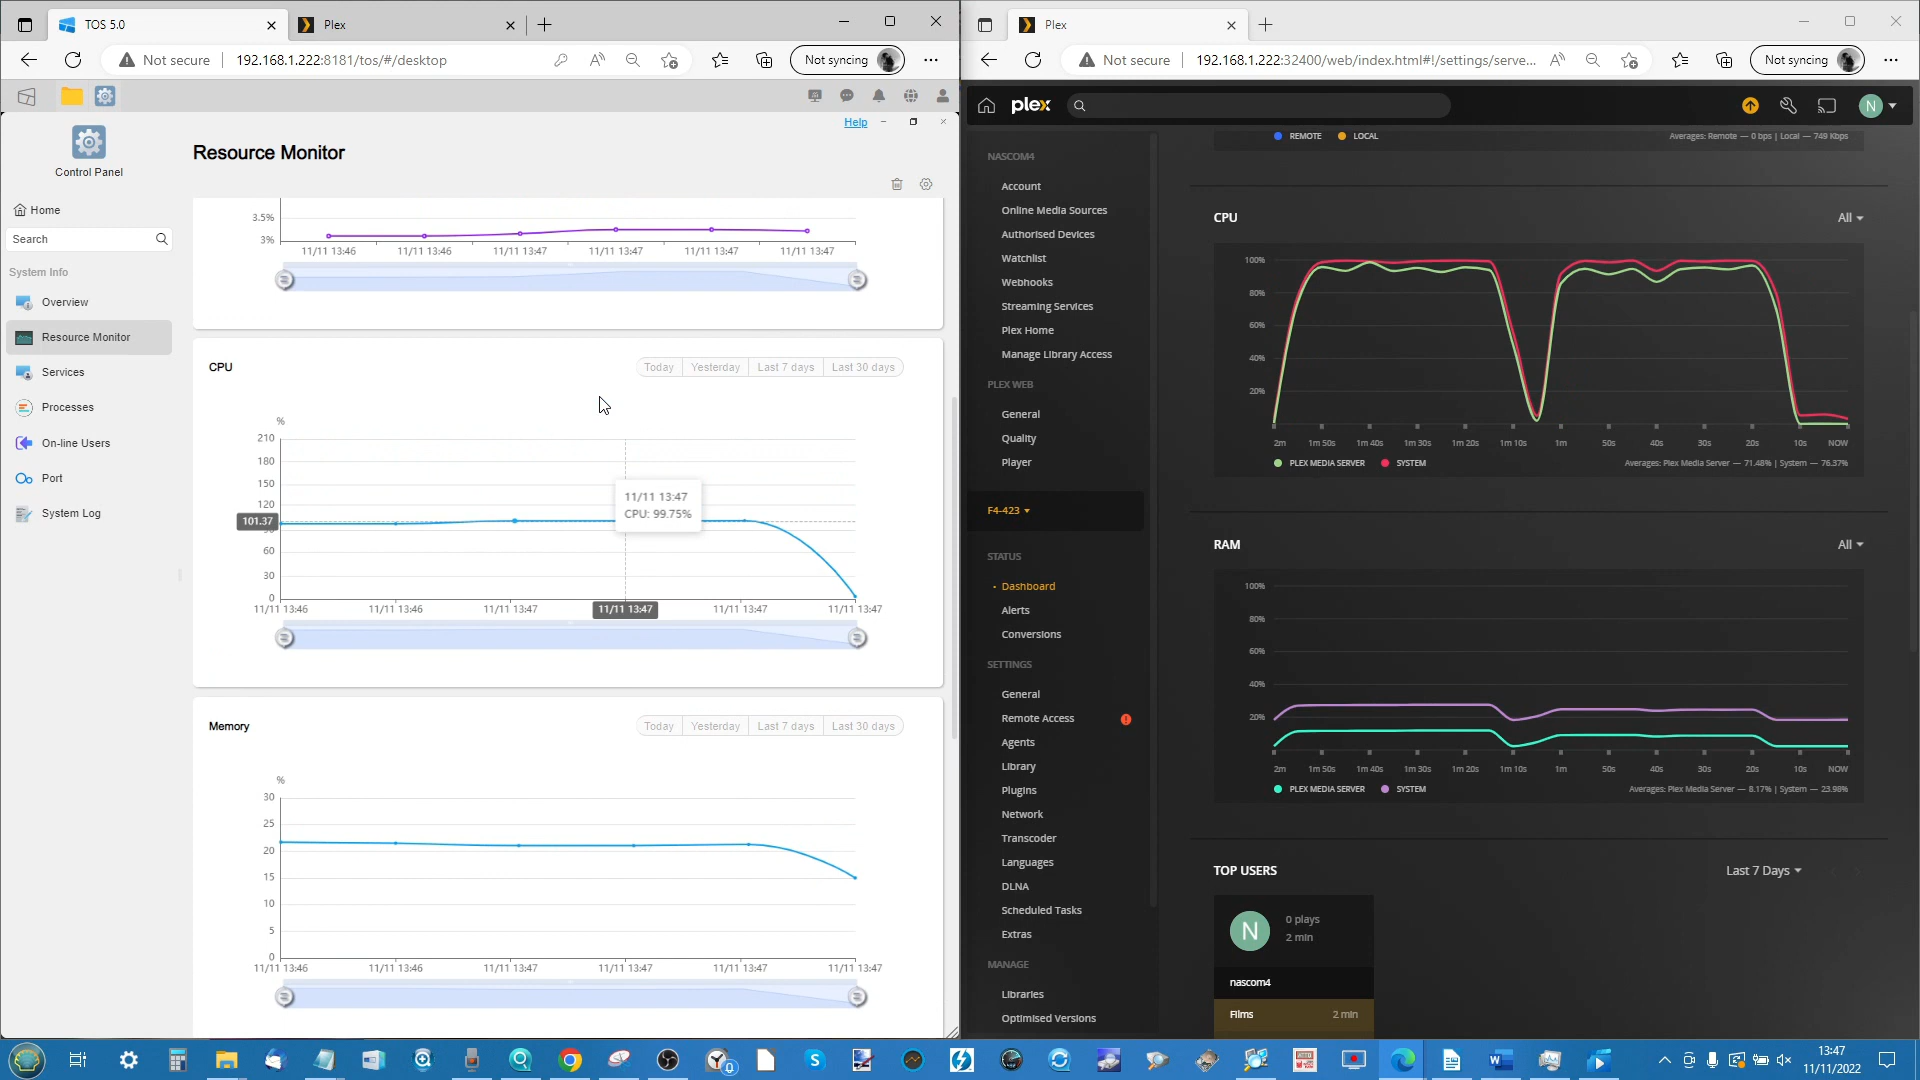 TOS 5.0
Plex
Not secure
192.168.1.222:8181/tos/#/desktop
Not syncing
Help
Control Panel
Home
Search
System Info
Overview
Resource Monitor
Services
Processes
On-line Users
Port
System Log
Resource Monitor
3.5%
3%
11/11 13:46 11/11 13:46 11/11 13:47 11/11 13:47 11/11 13:47 11/11 13:47
CPU
Today Yesterday Last 7 days Last 30 days
%
210
180
150
120
101.37
60
30
0
11/11 13:47
CPU: 99.75%
11/11 13:46 11/11 13:46 11/11 13:47 11/11 13:47 11/11 13:47 11/11 13:47
Memory
Today Yesterday Last 7 days Last 30 days
%
30
25
20
15
10
5
0
11/11 13:46 11/11 13:46 11/11 13:47 11/11 13:47 11/11 13:47 11/11 13:47
Plex
Not secure
192.168.1.222:32400/web/index.html#!/settings/serve...
Not syncing
plex
N
NASCOM4
Account
Online Media Sources
Authorised Devices
Watchlist
Webhooks
Streaming Services
Plex Home
Manage Library Access
PLEX WEB
General
Quality
Player
F4-423
STATUS
Dashboard
Alerts
Conversions
SETTINGS
General
Remote Access
Agents
Library
Plugins
Network
Transcoder
Languages
DLNA
Scheduled Tasks
Extras
MANAGE
Libraries
Optimised Versions
REMOTE LOCAL
Averages: Remote — 0 bps | Local — 749 Kbps
CPU
All
100%
80%
60%
40%
20%
2m 1m 50s 1m 40s 1m 30s 1m 20s 1m 10s 1m 50s 40s 30s 20s 10s NOW
PLEX MEDIA SERVER SYSTEM
Averages: Plex Media Server — 71.48% | System — 76.37%
RAM
All
100%
80%
60%
40%
20%
2m 1m 50s 1m 40s 1m 30s 1m 20s 1m 10s 1m 50s 40s 30s 20s 10s NOW
PLEX MEDIA SERVER SYSTEM
Averages: Plex Media Server — 8.17% | System — 23.98%
TOP USERS
Last 7 Days
N
0 plays
2 min
nascom4
Films 2 min
13:47
11/11/2022